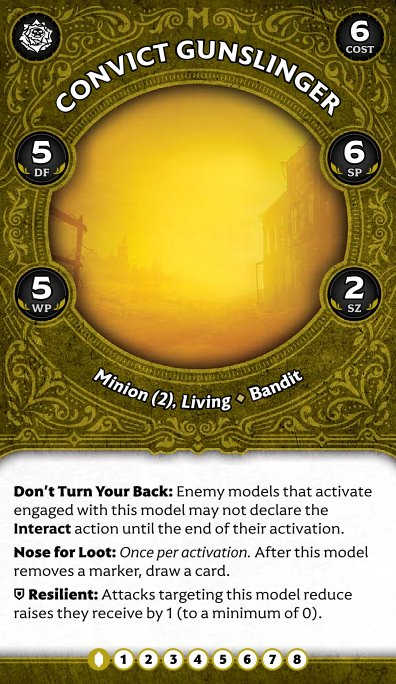 6
COST
CONVICT GUNSLINGER
5
DF
6
SP
5
WP
2
SZ
Minion (2), Living ◆ Bandit
Don't Turn Your Back: Enemy models that activate
engaged with this model may not declare the
Interact action until the end of their activation.
Nose for Loot: Once per activation. After this model
removes a marker, draw a card.
Resilient: Attacks targeting this model reduce
raises they receive by 1 (to a minimum of 0).
1 2 3 4 5 6 7 8